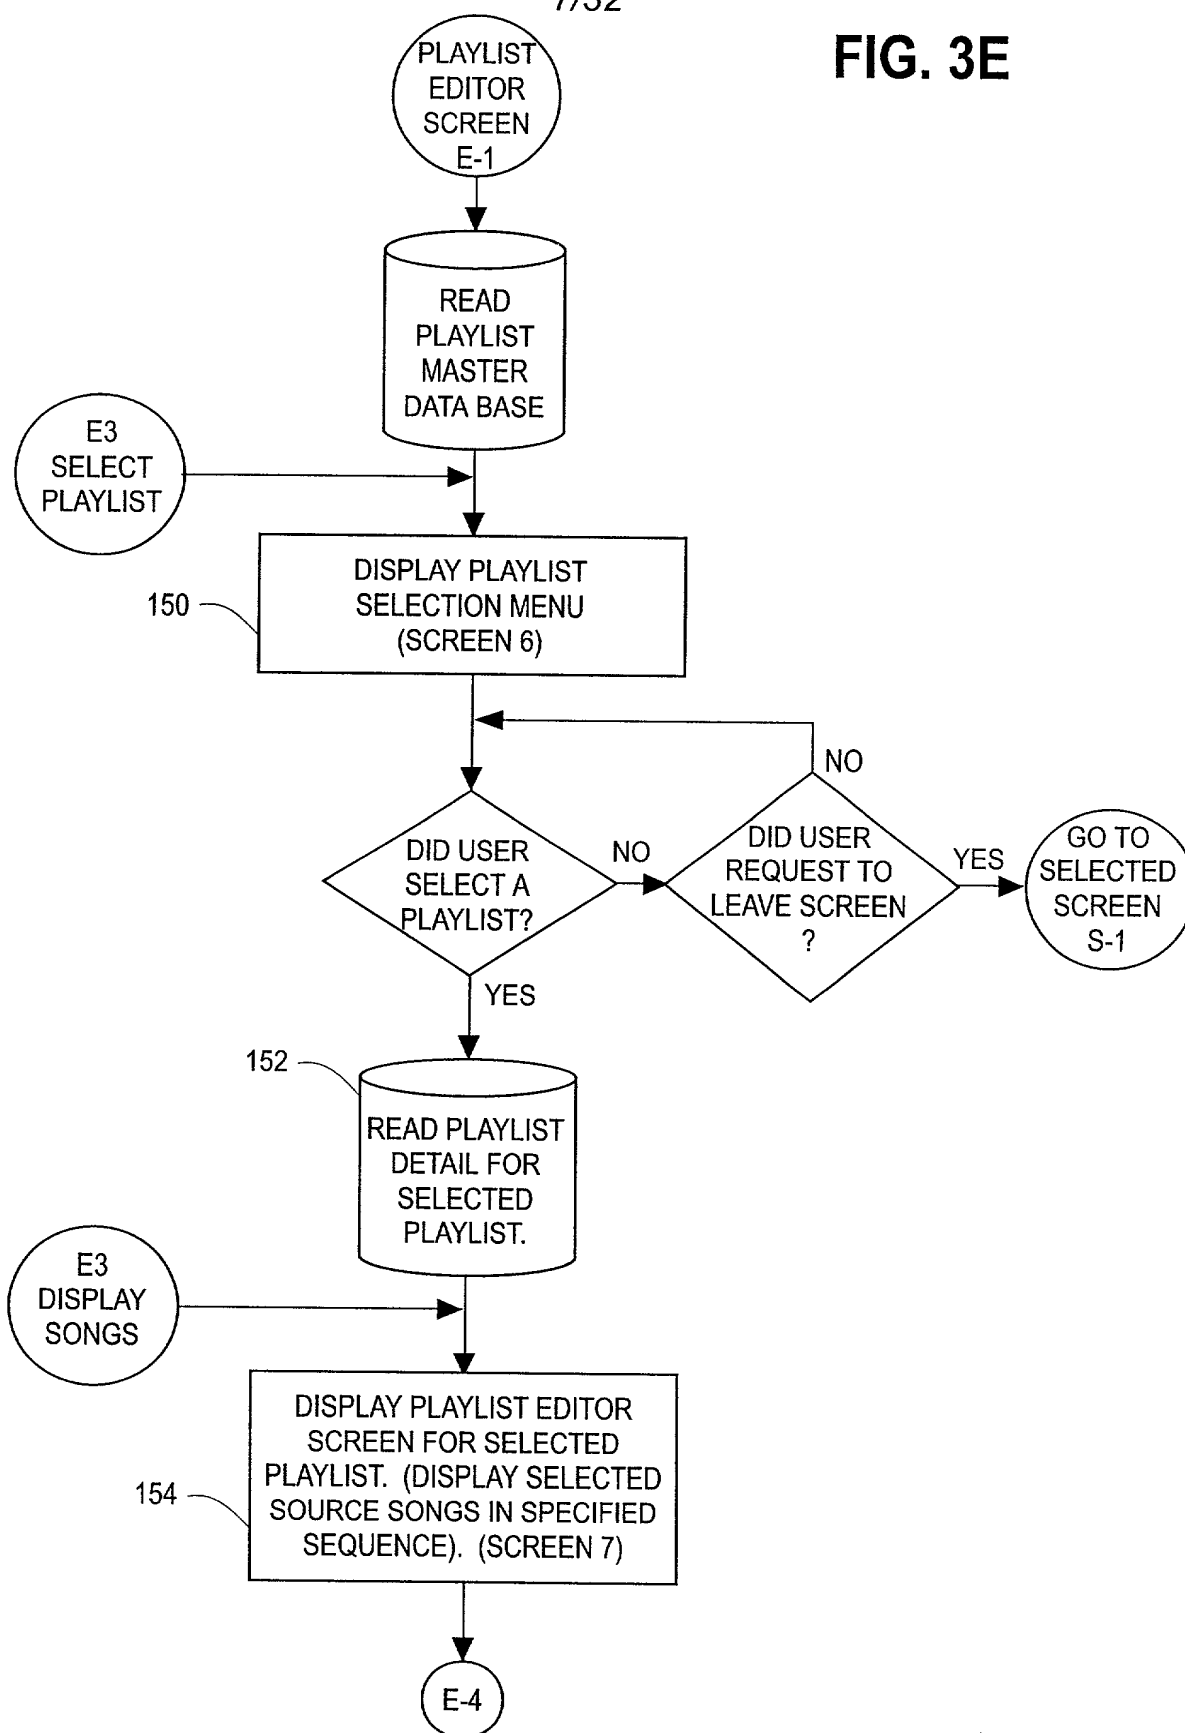 7/32
FIG. 3E
PLAYLIST
EDITOR
SCREEN
E-1
READ
PLAYLIST
MASTER
DATA BASE
E3
SELECT
PLAYLIST
DISPLAY PLAYLIST
SELECTION MENU
(SCREEN 6)
150
NO
DID USER
SELECT A
PLAYLIST?
NO
DID USER
REQUEST TO
LEAVE SCREEN
?
YES
GO TO
SELECTED
SCREEN
S-1
YES
152
READ PLAYLIST
DETAIL FOR
SELECTED
PLAYLIST.
E3
DISPLAY
SONGS
DISPLAY PLAYLIST EDITOR
SCREEN FOR SELECTED
PLAYLIST. (DISPLAY SELECTED
SOURCE SONGS IN SPECIFIED
SEQUENCE). (SCREEN 7)
154
E-4